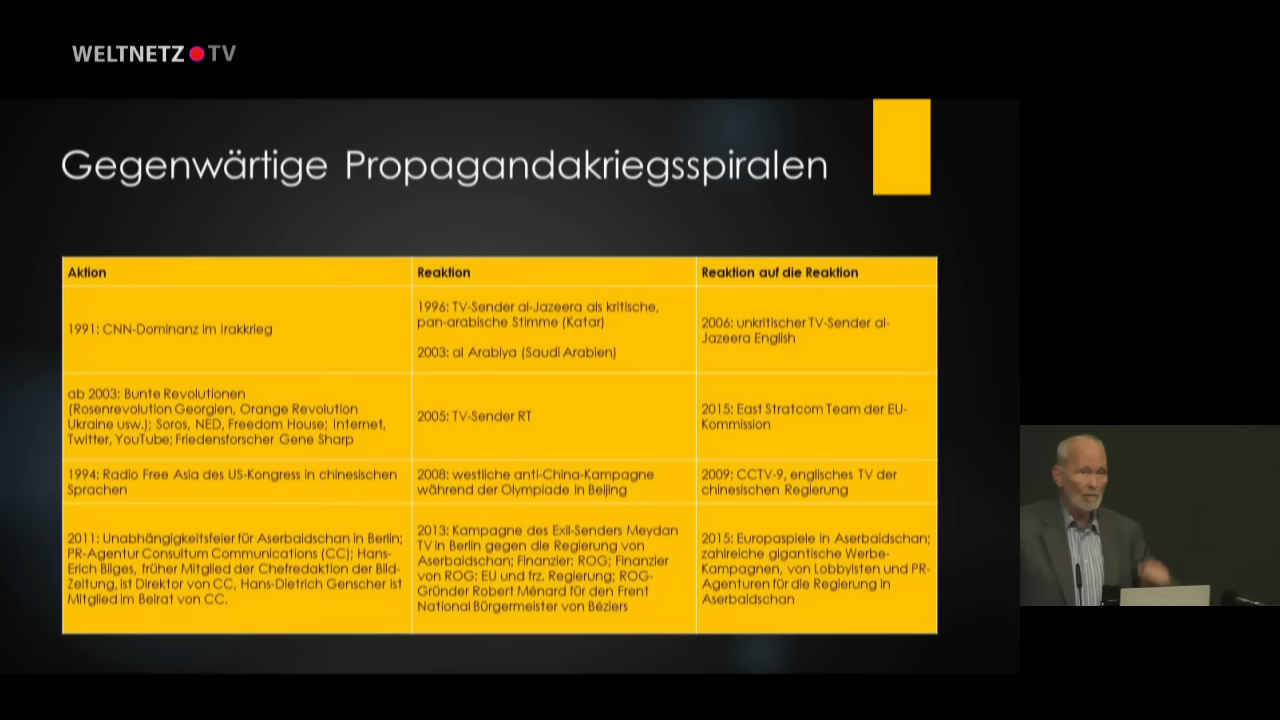 WELTNETZ TV
Gegenwärtige Propagandakriegsspiralen
Aktion
Reaktion
Reaktion auf die Reaktion
1991: CNN-Dominanz im Irakkrieg
1996: TV-Sender al-Jazeera als kritische,
pan-arabische Stimme (Katar)
2003: al Arabiya (Saudi Arabien)
2006: unkritischer TV-Sender al-
Jazeera English
ab 2003: Bunte Revolutionen
(Rosenrevolution Georgien, Orange Revolution
Ukraine usw.); Soros, NED, Freedom House; Internet,
Twitter, YouTube; Friedensforscher Gene Sharp
2005: TV-Sender RT
2015: East Stratcom Team der EU-
Kommission
1994: Radio Free Asia des US-Kongress in chinesischen
Sprachen
2008: westliche anti-China-Kampagne
während der Olympiade in Beijing
2009: CCTV-9, englisches TV der
chinesischen Regierung
2011: Unabhängigkeitsfeier für Aserbaidschan in Berlin;
PR-Agentur Consultum Communications (CC); Hans-
Erich Bilges, früher Mitglied der Chefredaktion der Bild-
Zeitung, ist Direktor von CC, Hans-Dietrich Genscher ist
Mitglied im Beirat von CC.
2013: Kampagne des Exil-Senders Meydan
TV in Berlin gegen die Regierung von
Aserbaidschan; Finanzier: ROG; Finanzier
von ROG: EU und frz. Regierung; ROG-
Gründer Robert Ménard für den Frent
National Bürgermeister von Béziers
2015: Europaspiele in Aserbaidschan;
zahlreiche gigantische Werbe-
Kampagnen, von Lobbyisten und PR-
Agenturen für die Regierung in
Aserbaidschan